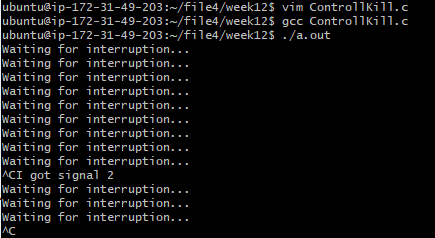 ubuntu@ip-172-31-49-203:~/file4/week12$ vim ControllKill.c
ubuntu@ip-172-31-49-203:~/file4/week12$ gcc ControllKill.c
ubuntu@ip-172-31-49-203:~/file4/week12$ ./a.out
Waiting for interruption...
Waiting for interruption...
Waiting for interruption...
Waiting for interruption...
Waiting for interruption...
Waiting for interruption...
Waiting for interruption...
Waiting for interruption...
Waiting for interruption...
^CI got signal 2
Waiting for interruption...
Waiting for interruption...
Waiting for interruption...
^C